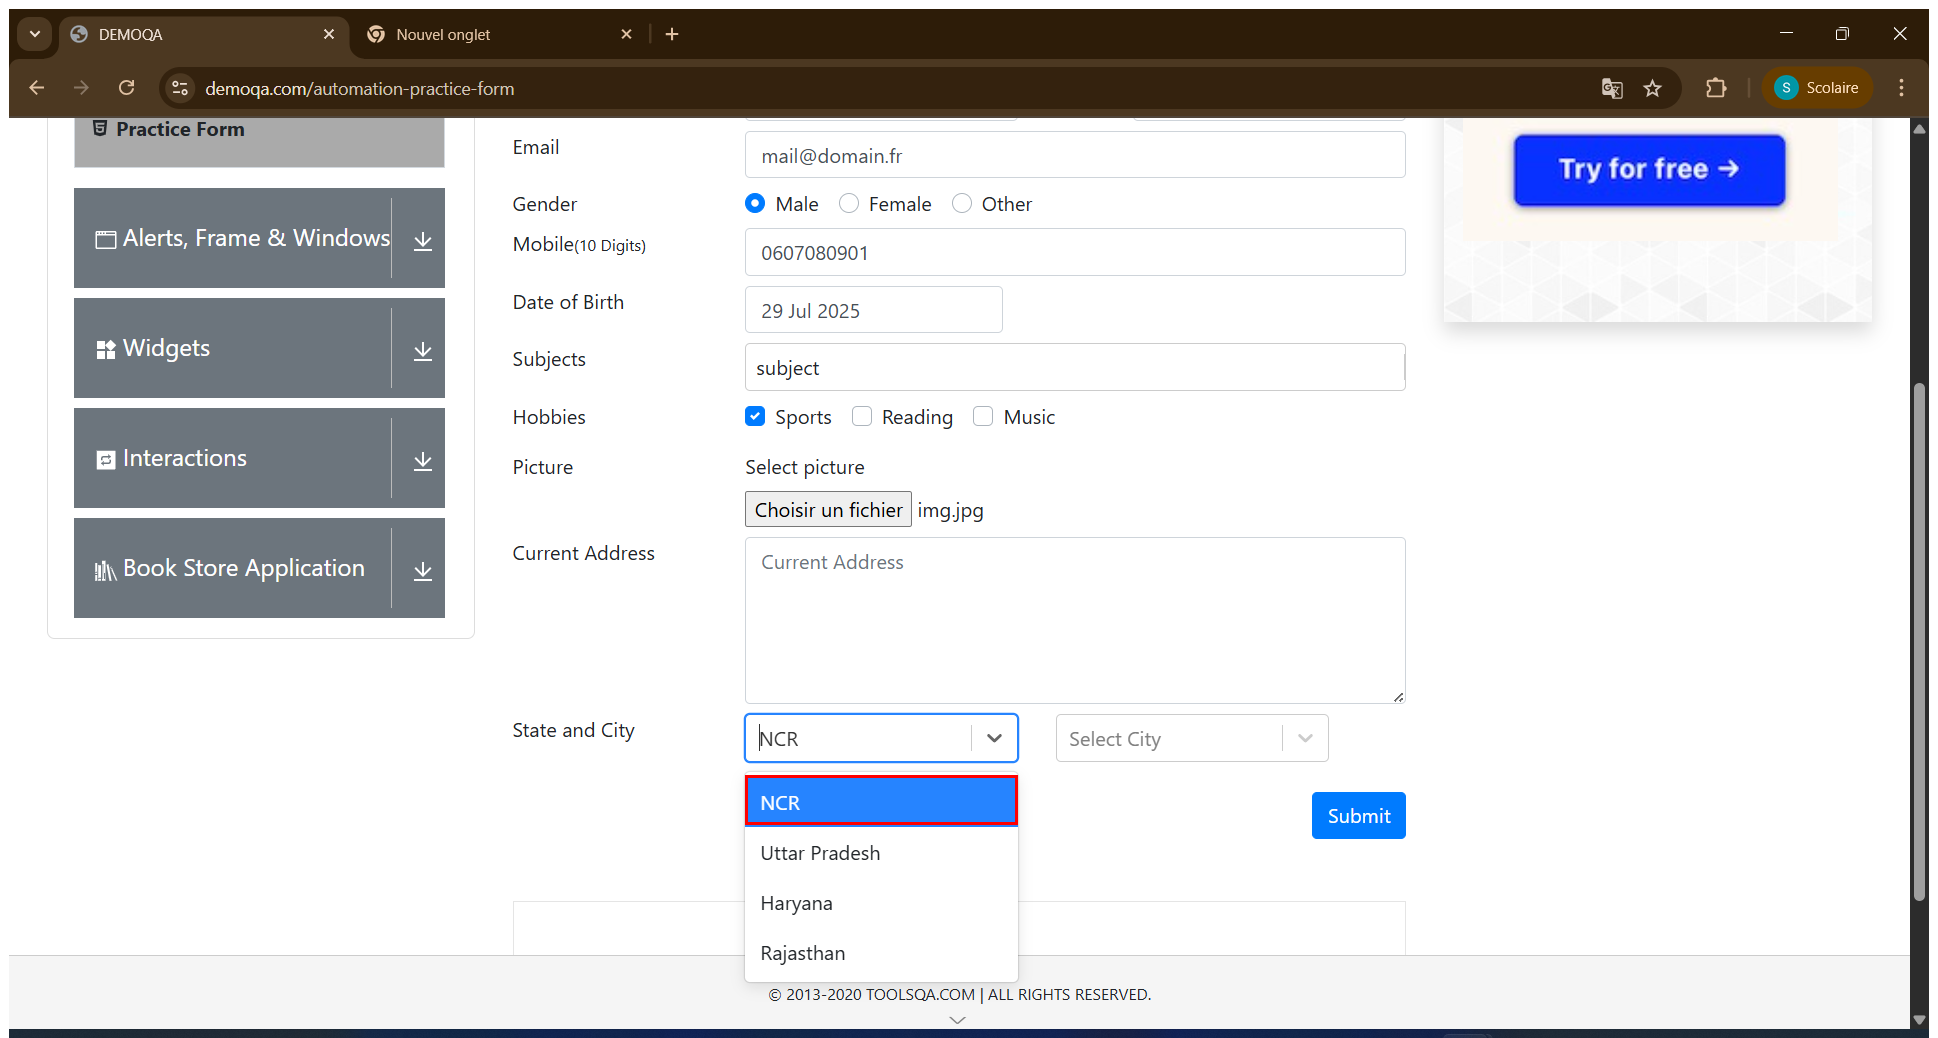 DEMOQA
Nouvel onglet
demoqa.com/automation-practice-form
S Scolaire
Practice Form
Alerts, Frame & Windows
Widgets
Interactions
Book Store Application
Email
mail@domain.fr
Gender
Male Female Other
Mobile(10 Digits)
0607080901
Date of Birth
29 Jul 2025
Subjects
subject
Hobbies
Sports Reading Music
Picture
Select picture
Choisir un fichier img.jpg
Current Address
Current Address
State and City
NCR
Select City
NCR
Uttar Pradesh
Haryana
Rajasthan
Submit
Try for free →
© 2013-2020 TOOLSQA.COM | ALL RIGHTS RESERVED.